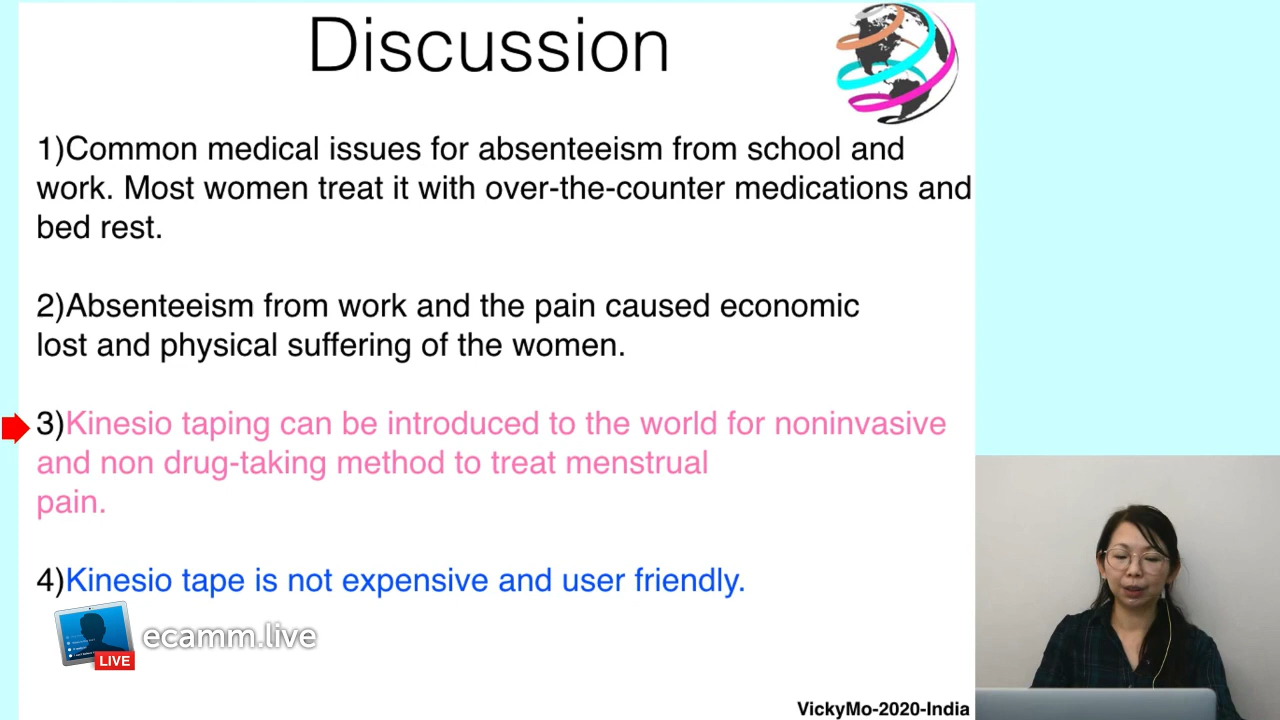 Discussion
1)Common medical issues for absenteeism from school and
work. Most women treat it with over-the-counter medications and
bed rest.
2)Absenteeism from work and the pain caused economic
lost and physical suffering of the women.
3)Kinesio taping can be introduced to the world for noninvasive
and non drug-taking method to treat menstrual
pain.
4)Kinesio tape is not expensive and user friendly.
ecamm.live
LIVE
VickyMo-2020-India